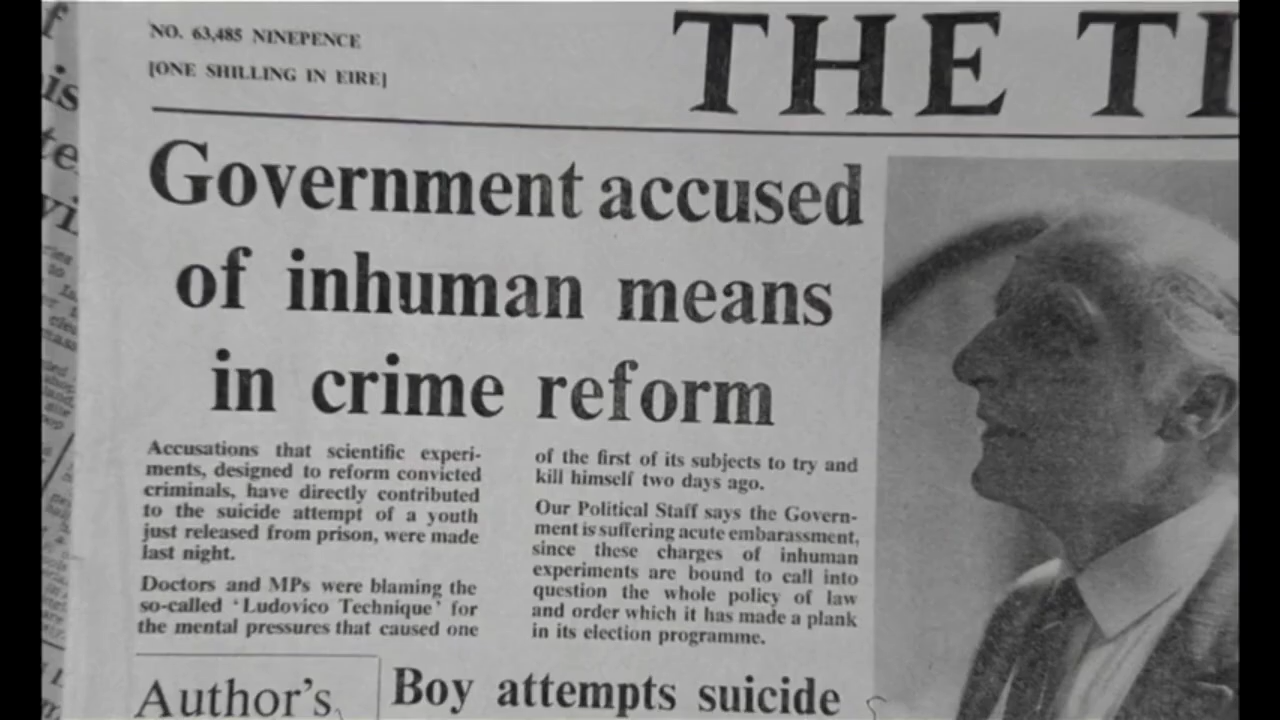 NO. 63,485 NINEPENCE
[ONE SHILLING IN EIRE]
THE
Government accused
of inhuman means
in crime reform
Accusations that scientific experi-
ments, designed to reform convicted
criminals, have directly contributed
to the suicide attempt of a youth
just released from prison, were made
last night.
Doctors and MPs were blaming the
so-called ‘Ludovico Technique’ for
the mental pressures that caused one
of the first of its subjects to try and
kill himself two days ago.
Our Political Staff says the Govern-
ment is suffering acute embarassment,
since these charges of inhuman
experiments are bound to call into
question the whole policy of law
and order which it has made a plank
in its election programme.
Author's
Boy attempts suicide